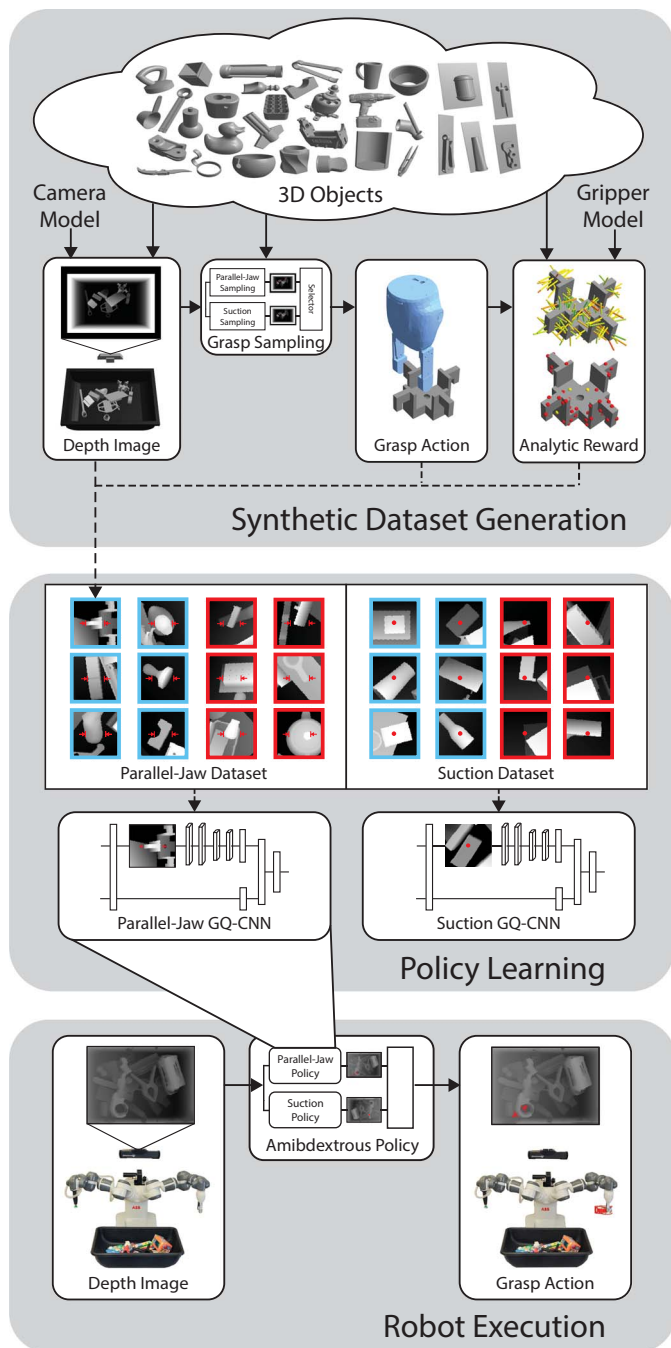 3D Objects
Camera
Model
Gripper
Model
Parallel-Jaw
Sampling
Suction
Sampling
Selector
Depth Image
Grasp Sampling
Grasp Action
Analytic Reward
Synthetic Dataset Generation
Parallel-Jaw Dataset
Suction Dataset
Parallel-Jaw GQ-CNN
Suction GQ-CNN
Policy Learning
Parallel-Jaw
Policy
Suction
Policy
Amibdextrous Policy
ABB
ABB
Depth Image
Grasp Action
Robot Execution